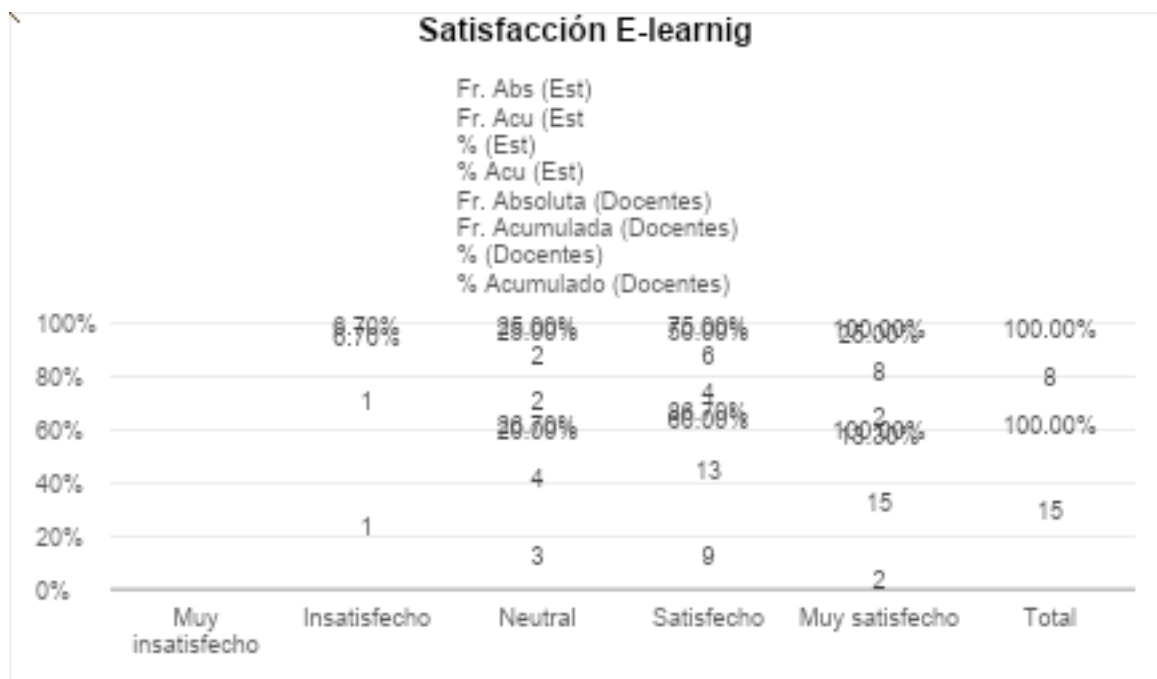 Satisfacción E-learnig
Fr. Abs (Est)
Fr. Acu (Est
% (Est)
% Acu (Est)
Fr. Absoluta (Docentes)
Fr. Acumulada (Docentes)
% (Docentes)
% Acumulado (Docentes)
100%
6.70%
100.00%
2
6
80%
8
8
1
2
4
2
60%
100.00%
4
13
40%
15
15
1
20%
3
9
2
0%
Muy insatisfecho
Insatisfecho
Neutral
Satisfecho
Muy satisfecho
Total